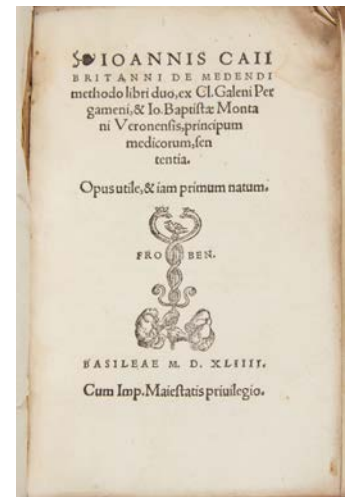 IOANNIS CAII
BRITANNI DE MEDENDI
methodo libri duo, ex Cl. Galeni Per
gameni, & Io. Baptiſtæ Monta
ni Veronenſis, principum
medicorum, ſen
tentia.
Opus utile, & iam primum natum.
FRO BEN.
BASILEAE M. D. XLIIII.
Cum Imp. Maieſtatis priuilegio.